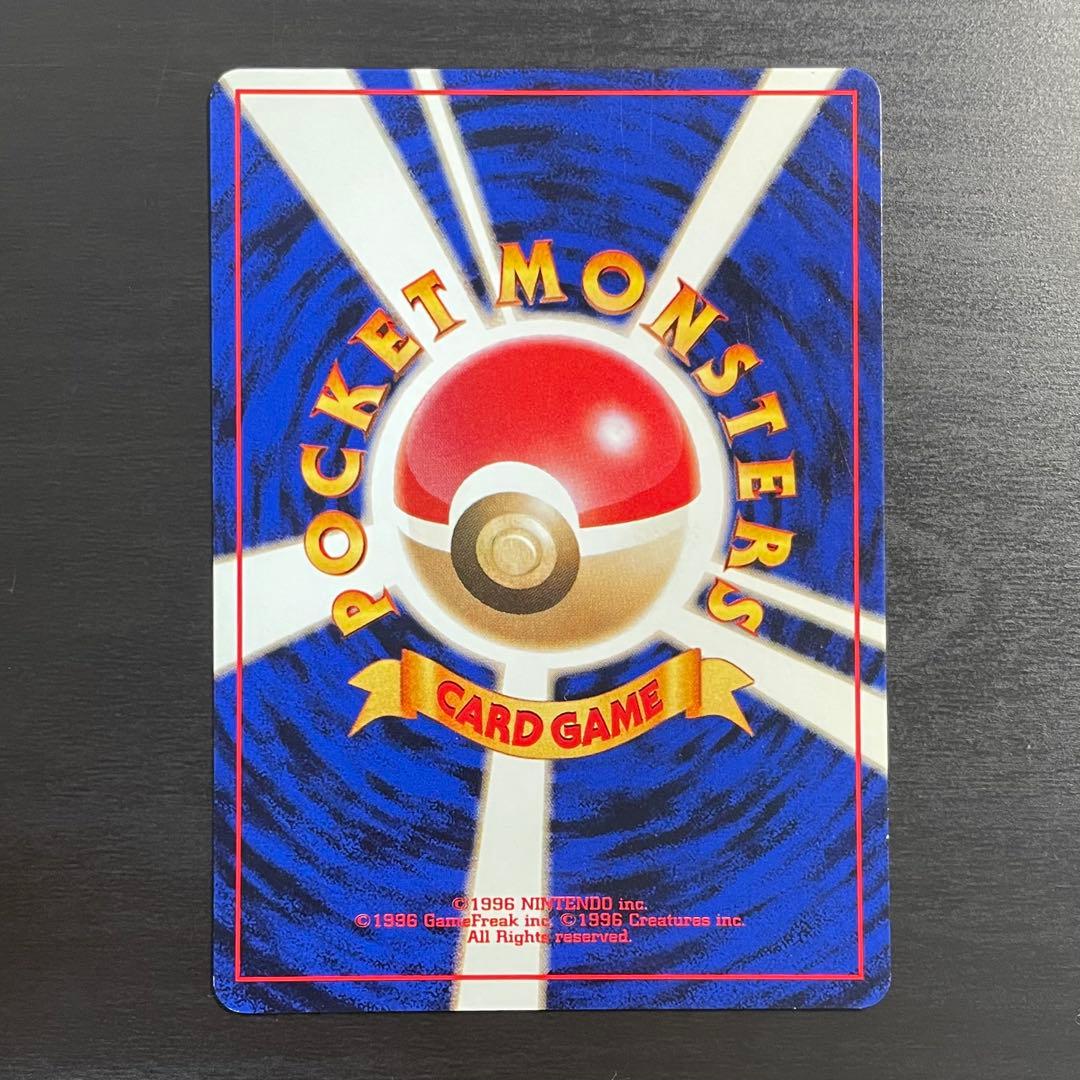 POCKET MONSTERS
CARD GAME
©1996 NINTENDO inc.
©1996 GameFreak inc. ©1996 Creatures inc.
All Rights reserved.